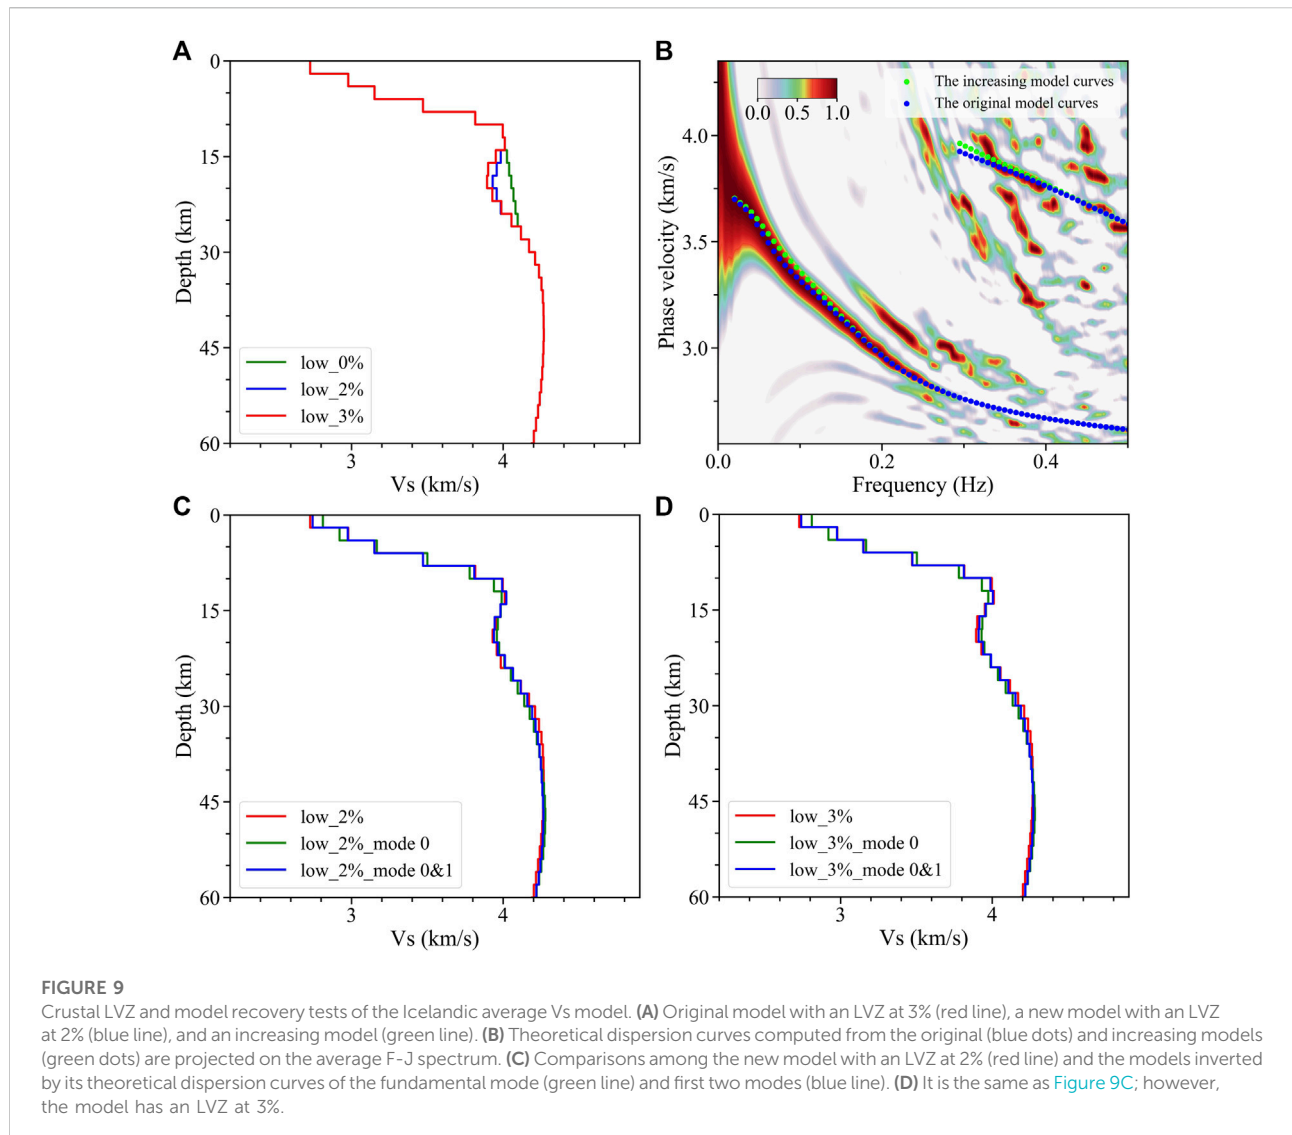 A
0
15
30
45
60
Depth (km)
low_0%
low_2%
low_3%
3
4
Vs (km/s)
B
0.0
0.5
1.0
The increasing model curves
The original model curves
4.0
3.5
3.0
Phase velocity (km/s)
0.0
0.2
0.4
Frequency (Hz)
C
0
15
30
45
60
Depth (km)
low_2%
low_2%_mode 0
low_2%_mode 0&1
3
4
Vs (km/s)
D
0
15
30
45
60
Depth (km)
low_3%
low_3%_mode 0
low_3%_mode 0&1
3
4
Vs (km/s)
FIGURE 9
Crustal LVZ and model recovery tests of the Icelandic average Vs model. (A) Original model with an LVZ at 3% (red line), a new model with an LVZ
at 2% (blue line), and an increasing model (green line). (B) Theoretical dispersion curves computed from the original (blue dots) and increasing models
(green dots) are projected on the average F-J spectrum. (C) Comparisons among the new model with an LVZ at 2% (red line) and the models inverted
by its theoretical dispersion curves of the fundamental mode (green line) and first two modes (blue line). (D) It is the same as Figure 9C; however,
the model has an LVZ at 3%.